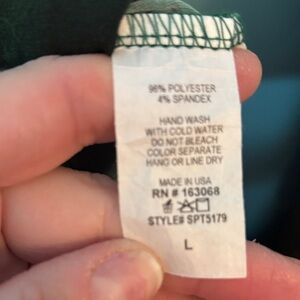 96% POLYESTER
4% SPANDEX
HAND WASH
WITH COLD WATER
DO NOT BLEACH
COLOR SEPARATE
HANG OR LINE DRY
MADE IN USA
RN # 163068
STYLE# SPT5179
L